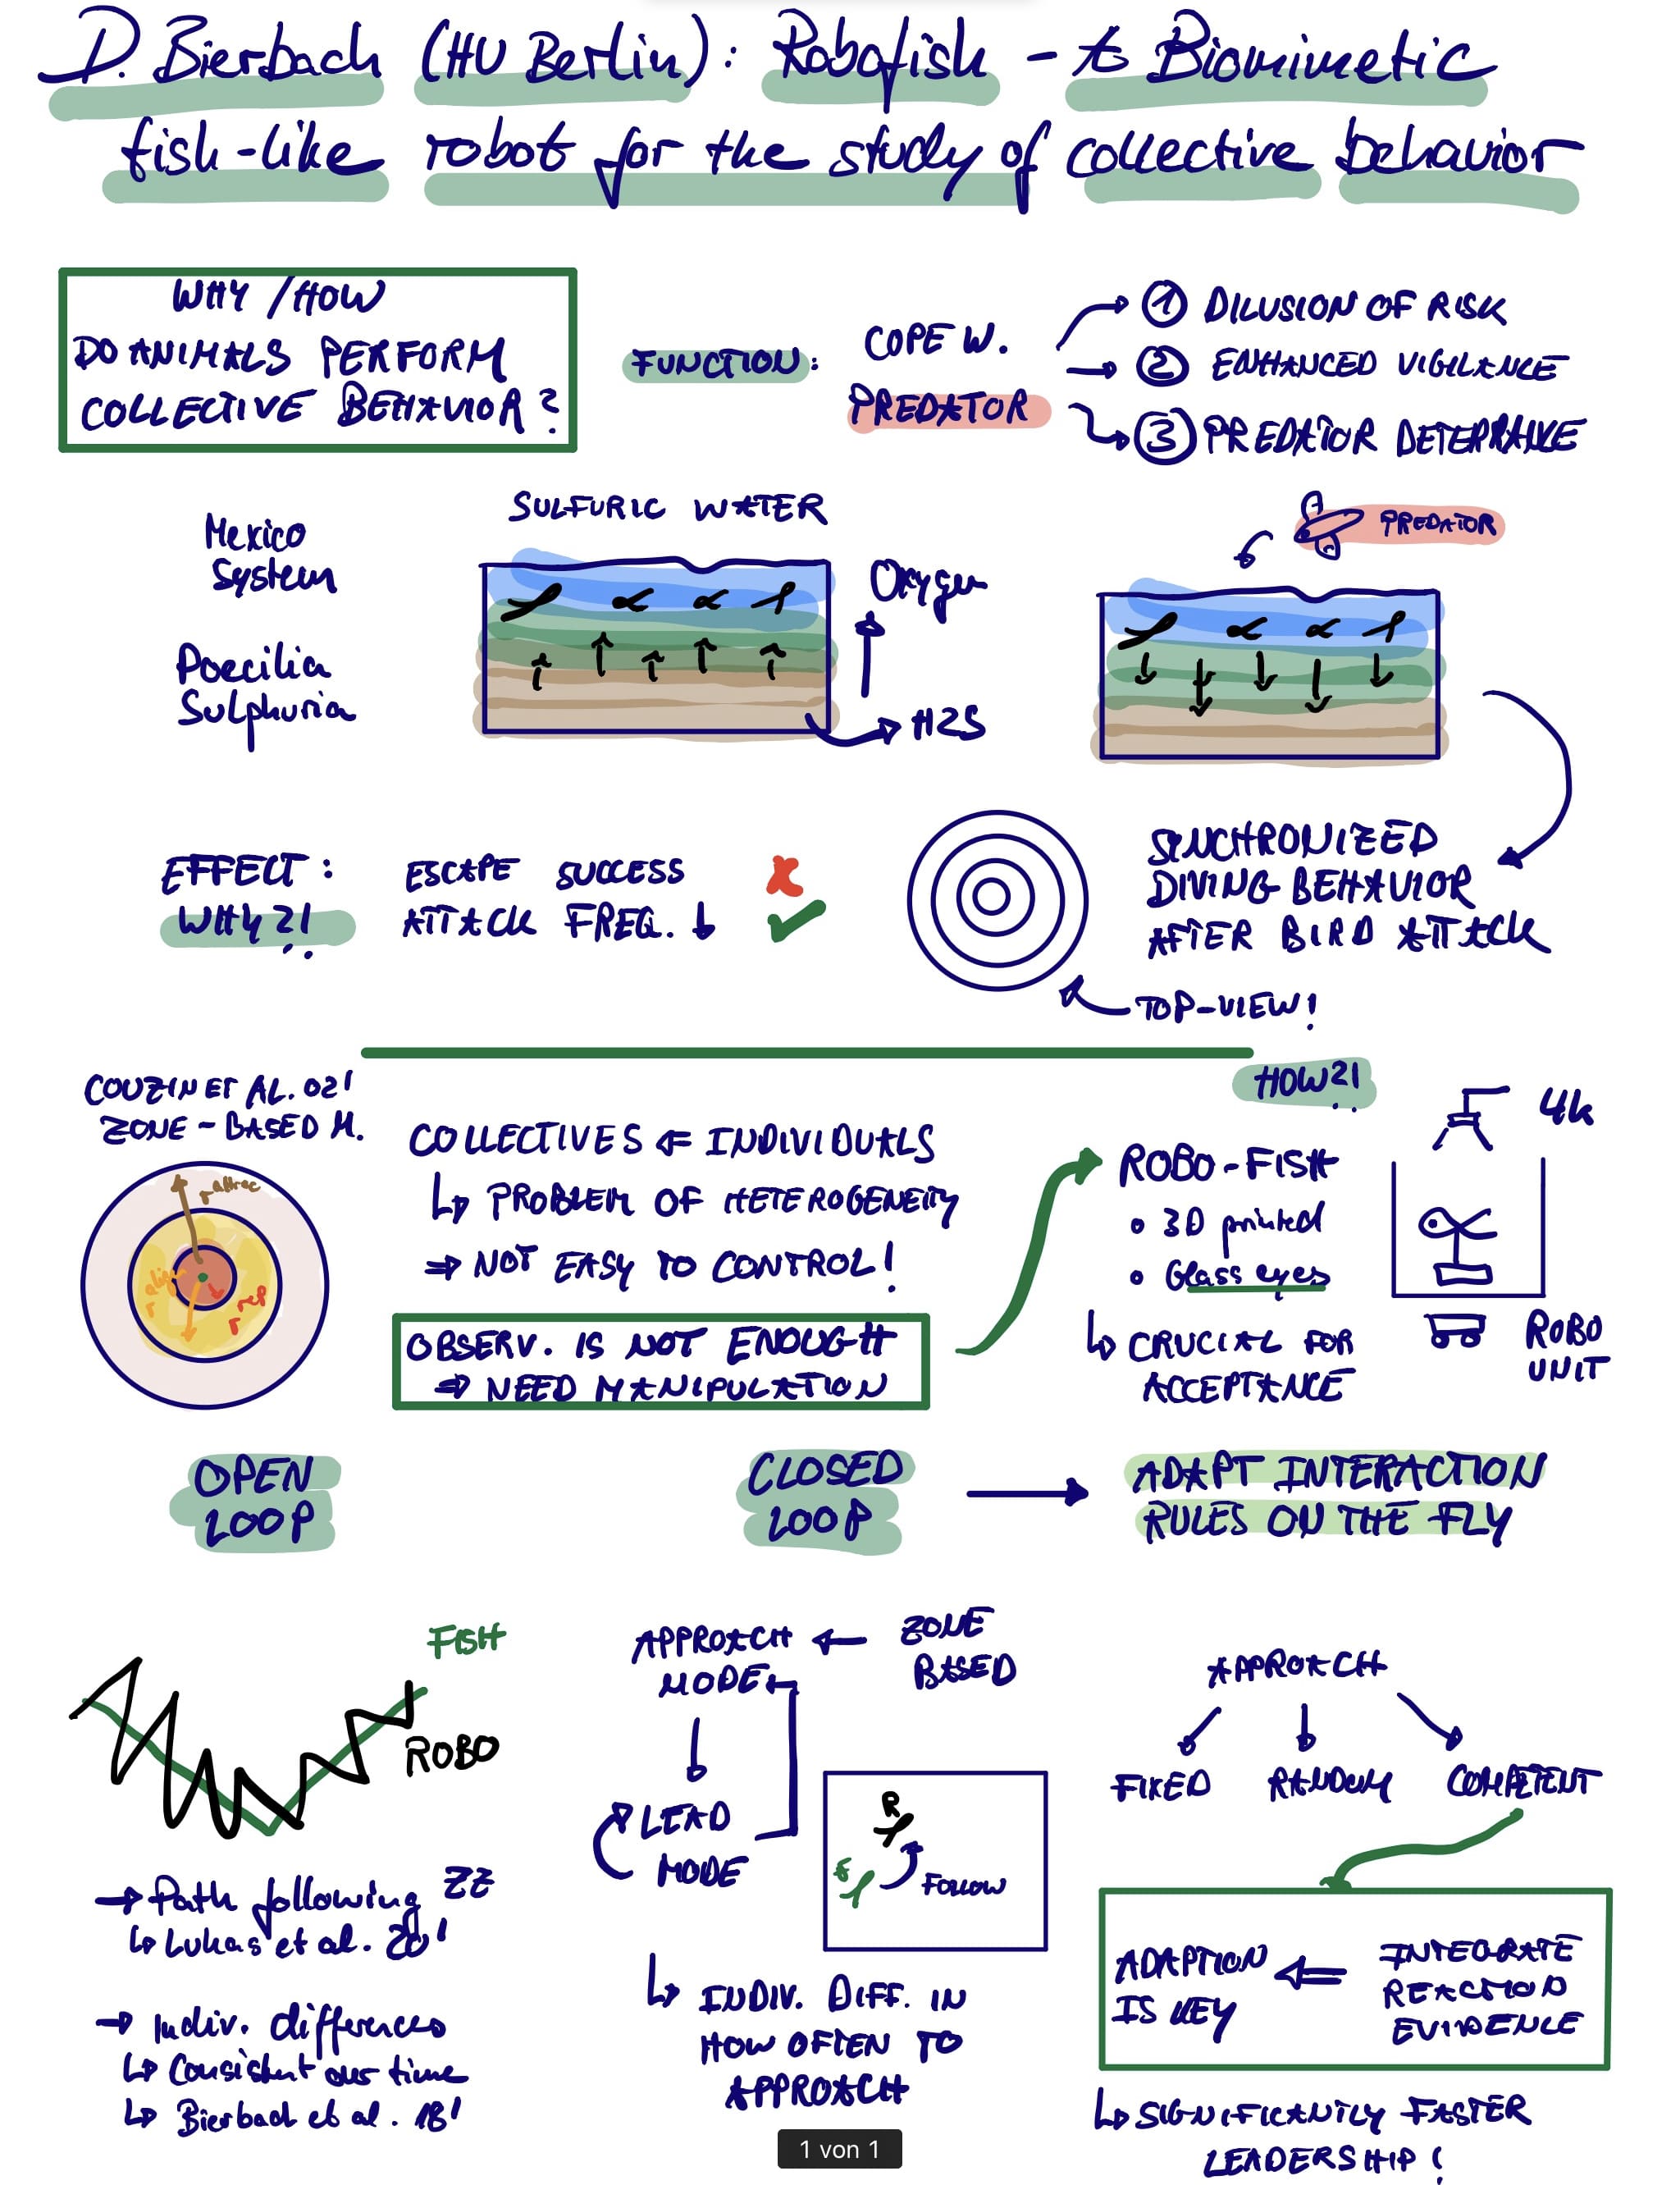 D. Bierbach (HU Berlin): Robofish - to Biomimetic
fish-like robot for the study of collective behavior
WHY / HOW
DO ANIMALS PERFORM
COLLECTIVE BEHAVIOR?
FUNCTION:
COPE W.
PREDATOR
1 DILUSION OF RISK
2 ENHANCED VIGILANCE
3 PREDATOR DETERRANCE
Mexico
System
Poecilia
Sulphuria
SULFURIC WATER
Oxygen
H2S
PREDATOR
EFFECT:
WHY?!
ESCAPE SUCCESS
ATTACK FREQ. ↓
SYNCHRONIZED
DIVING BEHAVIOR
AFTER BIRD ATTACK
TOP-VIEW!
COUZIN ET AL. 02'
ZONE-BASED M.
r attrac
r align
r rep
COLLECTIVES ⇐ INDIVIDUALS
↳ PROBLEM OF HETEROGENEITY
⇒ NOT EASY TO CONTROL!
OBSERV. IS NOT ENOUGH
⇒ NEED MANIPULATION
HOW?!
ROBO-FISH
• 3D printed
• Glass eyes
↳ CRUCIAL FOR
ACCEPTANCE
4k
ROBO
UNIT
OPEN
LOOP
CLOSED
LOOP
→ ADAPT INTERACTION
RULES ON THE FLY
FISH
ROBO
→ Path following ZZ
↳ Lukas et al. 20'
→ Indiv. differences
↳ Consistent over time
↳ Bierbach et al. 18'
APPROACH
MODE
← ZONE
BASED
LEAD
MODE
R
F
FOLLOW
↳ INDIV. DIFF. IN
HOW OFTEN TO
APPROACH
APPROACH
FIXED
RANDOM
COMPETENT
ADAPTION
IS KEY
⇐ INTEGRATE
REACTION
EVIDENCE
↳ SIGNIFICANTLY FASTER
LEADERSHIP!
1 von 1